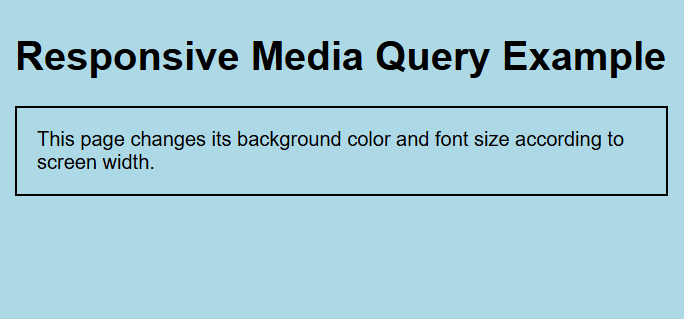 Responsive Media Query Example
This page changes its background color and font size according to
screen width.